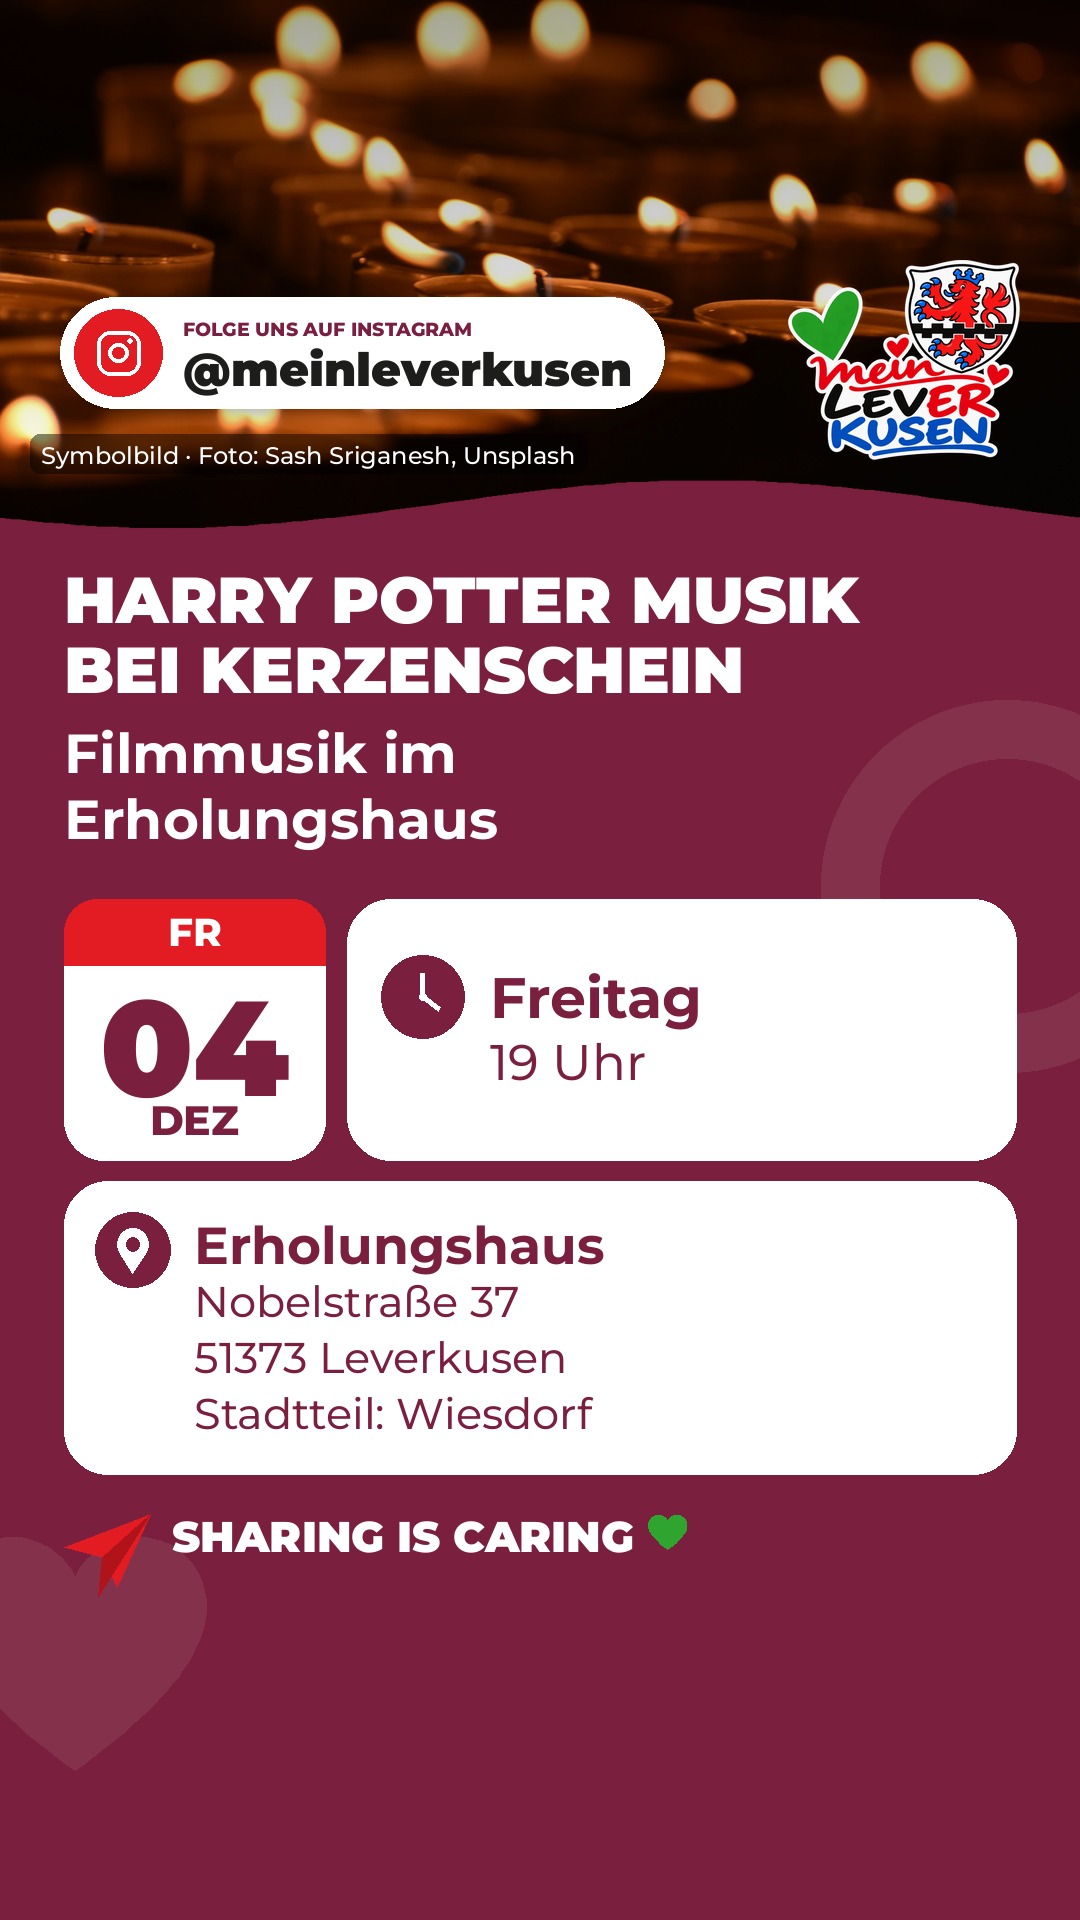 FOLGE UNS AUF INSTAGRAM
@meinleverkusen
mein
LEVER
KUSEN
Symbolbild · Foto: Sash Sriganesh, Unsplash
HARRY POTTER MUSIK
BEI KERZENSCHEIN
Filmmusik im
Erholungshaus
FR
04
DEZ
Freitag
19 Uhr
Erholungshaus
Nobelstraße 37
51373 Leverkusen
Stadtteil: Wiesdorf
SHARING IS CARING